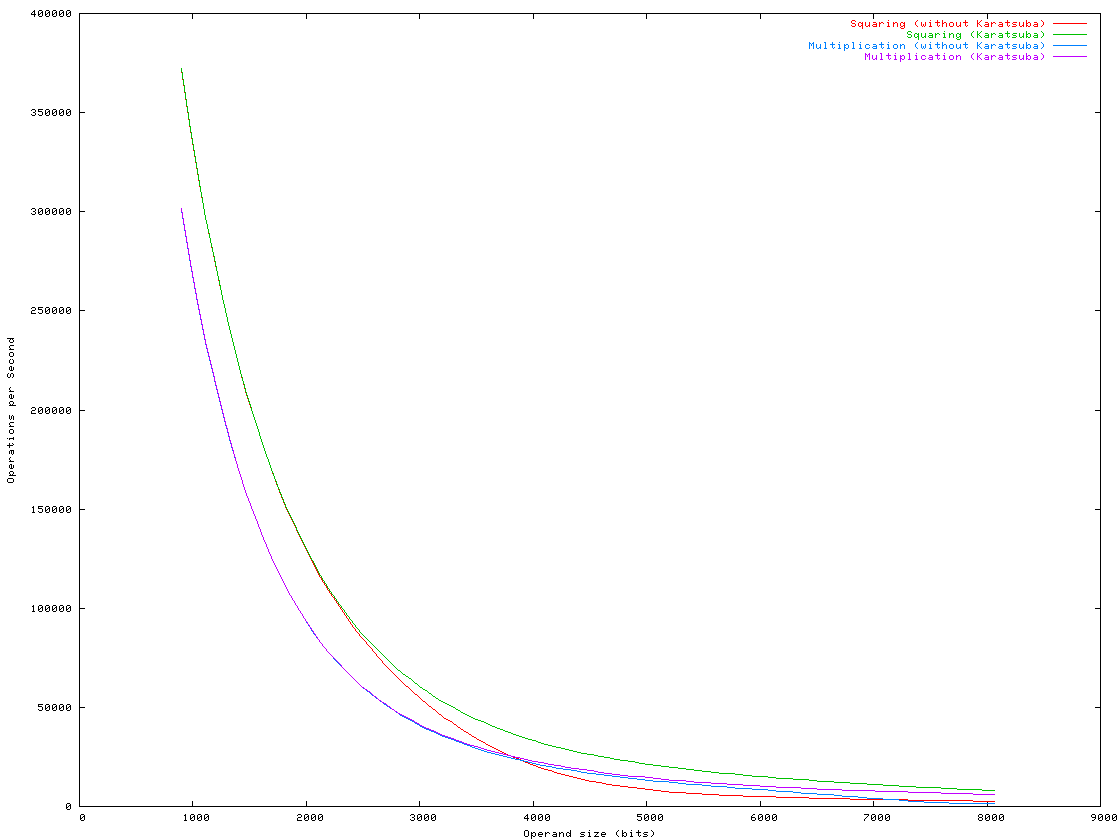 400000
Squaring (without Karatsuba)
Squaring (Karatsuba)
Multiplication (without Karatsuba)
Multiplication (Karatsuba)
350000
300000
250000
200000
150000
100000
50000
0
Operations per Second
0 1000 2000 3000 4000 5000 6000 7000 8000 9000
Operand size (bits)